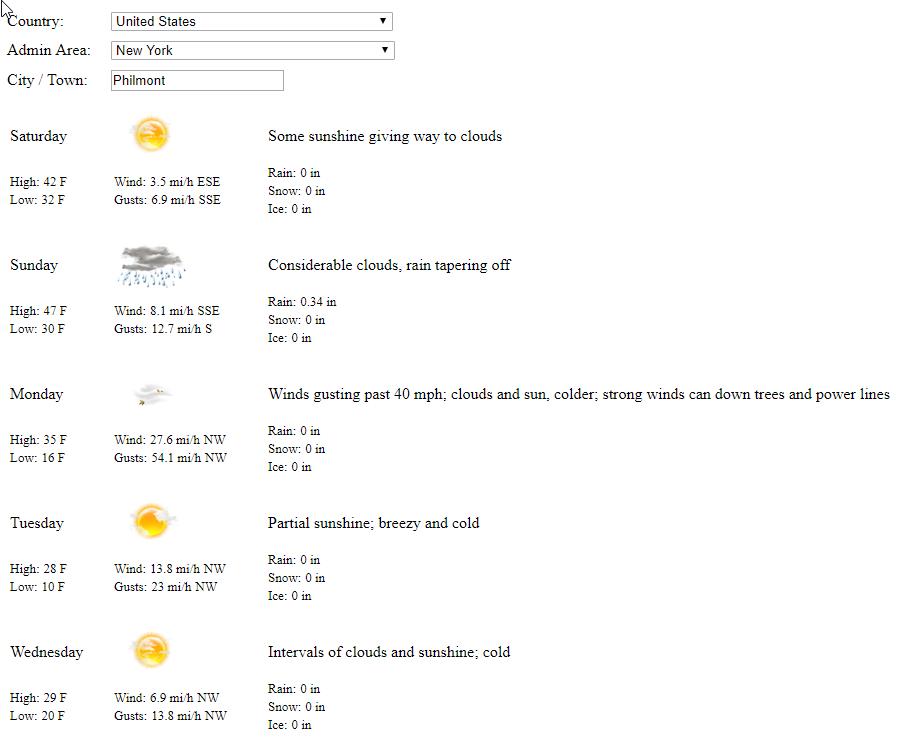 Country: United States
Admin Area: New York
City / Town: Philmont
Saturday Some sunshine giving way to clouds
High: 42 F Wind: 3.5 mi/h ESE Rain: 0 in
Low: 32 F Gusts: 6.9 mi/h SSE Snow: 0 in
Ice: 0 in
Sunday Considerable clouds, rain tapering off
High: 47 F Wind: 8.1 mi/h SSE Rain: 0.34 in
Low: 30 F Gusts: 12.7 mi/h S Snow: 0 in
Ice: 0 in
Monday Winds gusting past 40 mph; clouds and sun, colder; strong winds can down trees and power lines
High: 35 F Wind: 27.6 mi/h NW Rain: 0 in
Low: 16 F Gusts: 54.1 mi/h NW Snow: 0 in
Ice: 0 in
Tuesday Partial sunshine; breezy and cold
High: 28 F Wind: 13.8 mi/h NW Rain: 0 in
Low: 10 F Gusts: 23 mi/h NW Snow: 0 in
Ice: 0 in
Wednesday Intervals of clouds and sunshine; cold
High: 29 F Wind: 6.9 mi/h NW Rain: 0 in
Low: 20 F Gusts: 13.8 mi/h NW Snow: 0 in
Ice: 0 in